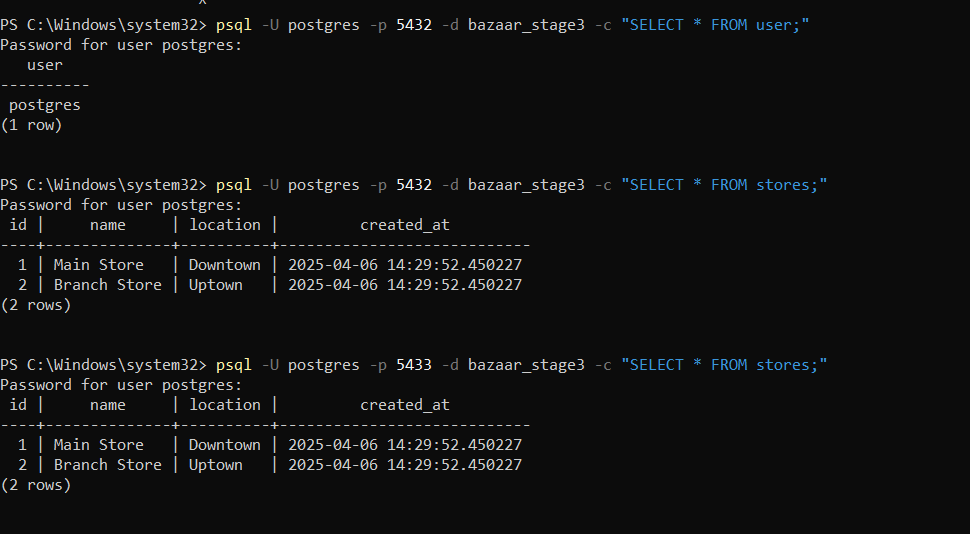 PS C:\Windows\system32> psql -U postgres -p 5432 -d bazaar_stage3 -c "SELECT * FROM user;"
Password for user postgres:
   user
----------
 postgres
(1 row)

PS C:\Windows\system32> psql -U postgres -p 5432 -d bazaar_stage3 -c "SELECT * FROM stores;"
Password for user postgres:
 id |     name     | location |         created_at
----+--------------+----------+----------------------------
  1 | Main Store   | Downtown | 2025-04-06 14:29:52.450227
  2 | Branch Store | Uptown   | 2025-04-06 14:29:52.450227
(2 rows)

PS C:\Windows\system32> psql -U postgres -p 5433 -d bazaar_stage3 -c "SELECT * FROM stores;"
Password for user postgres:
 id |     name     | location |         created_at
----+--------------+----------+----------------------------
  1 | Main Store   | Downtown | 2025-04-06 14:29:52.450227
  2 | Branch Store | Uptown   | 2025-04-06 14:29:52.450227
(2 rows)